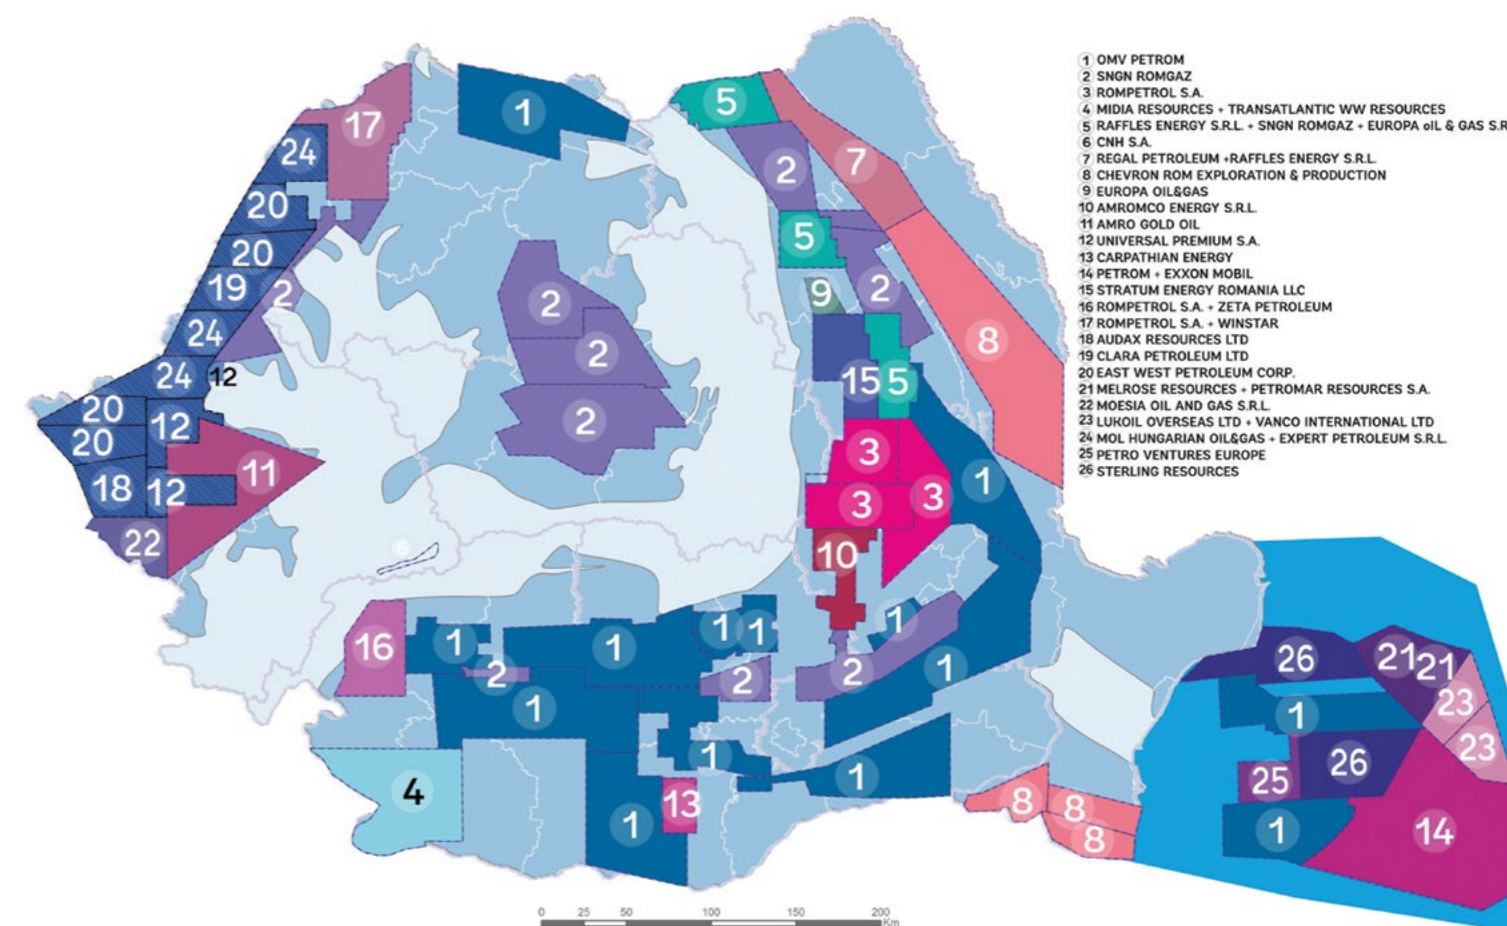 1 OMV PETROM
2 SNGN ROMGAZ
3 ROMPETROL S.A.
4 MIDIA RESOURCES + TRANSATLANTIC WW RESOURCES
5 RAFFLES ENERGY S.R.L. + SNGN ROMGAZ + EUROPA oIL & GAS S.R
6 CNH S.A.
7 REGAL PETROLEUM +RAFFLES ENERGY S.R.L.
8 CHEVRON ROM EXPLORATION & PRODUCTION
9 EUROPA OIL&GAS
10 AMROMCO ENERGY S.R.L.
11 AMRO GOLD OIL
12 UNIVERSAL PREMIUM S.A.
13 CARPATHIAN ENERGY
14 PETROM + EXXON MOBIL
15 STRATUM ENERGY ROMANIA LLC
16 ROMPETROL S.A. + ZETA PETROLEUM
17 ROMPETROL S.A. + WINSTAR
18 AUDAX RESOURCES LTD
19 CLARA PETROLEUM LTD
20 EAST WEST PETROLEUM CORP.
21 MELROSE RESOURCES + PETROMAR RESOURCES S.A.
22 MOESIA OIL AND GAS S.R.L.
23 LUKOIL OVERSEAS LTD + VANCO INTERNATIONAL LTD
24 MOL HUNGARIAN OIL&GAS + EXPERT PETROLEUM S.R.L.
25 PETRO VENTURES EUROPE
26 STERLING RESOURCES
17
1
5
24
2
7
20
5
20
19
2
9
2
2
24
2
8
24
12
15
5
20
12
2
20
3
11
18
12
3
3
1
22
6
10
16
1
1
1
1
1
2
2
2
1
1
26
21
21
23
1
23
1
1
26
25
4
13
1
8
8
8
1
14
0 25 50 100 150 200
Km